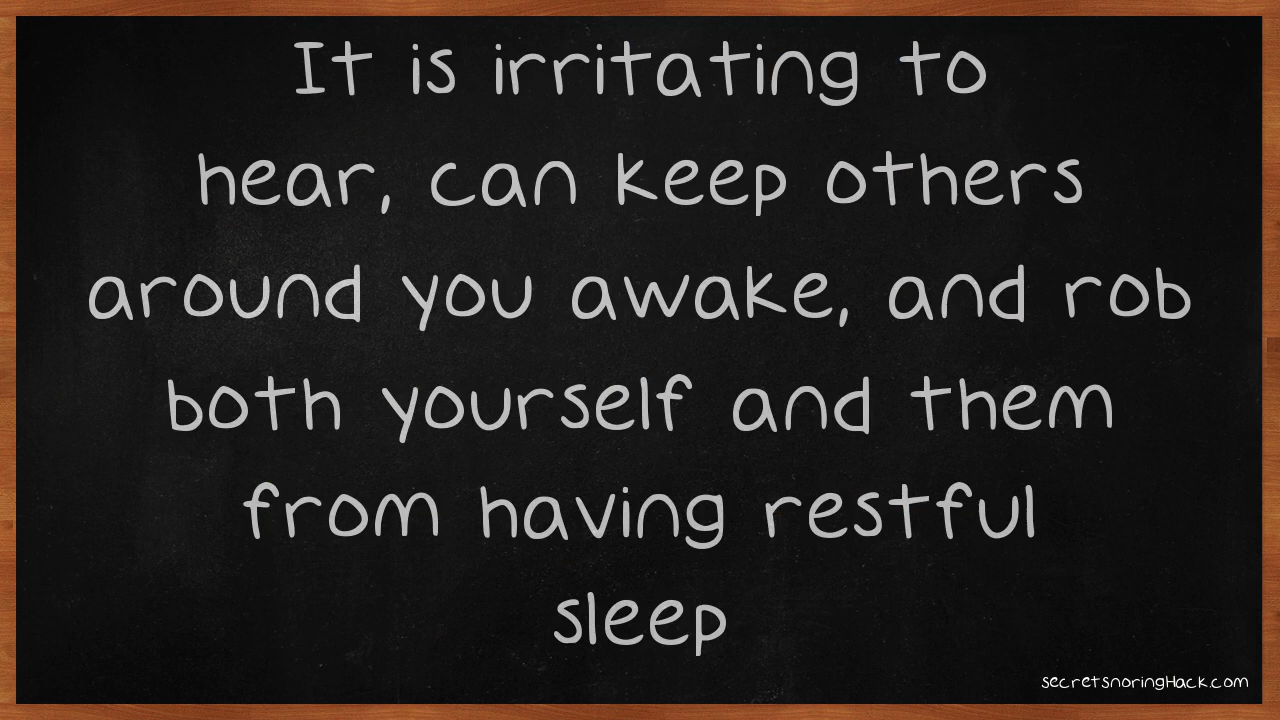 It is irritating to
hear, can keep others
around you awake, and rob
both yourself and them
from having restful
sleep
secretsnoringHack.com